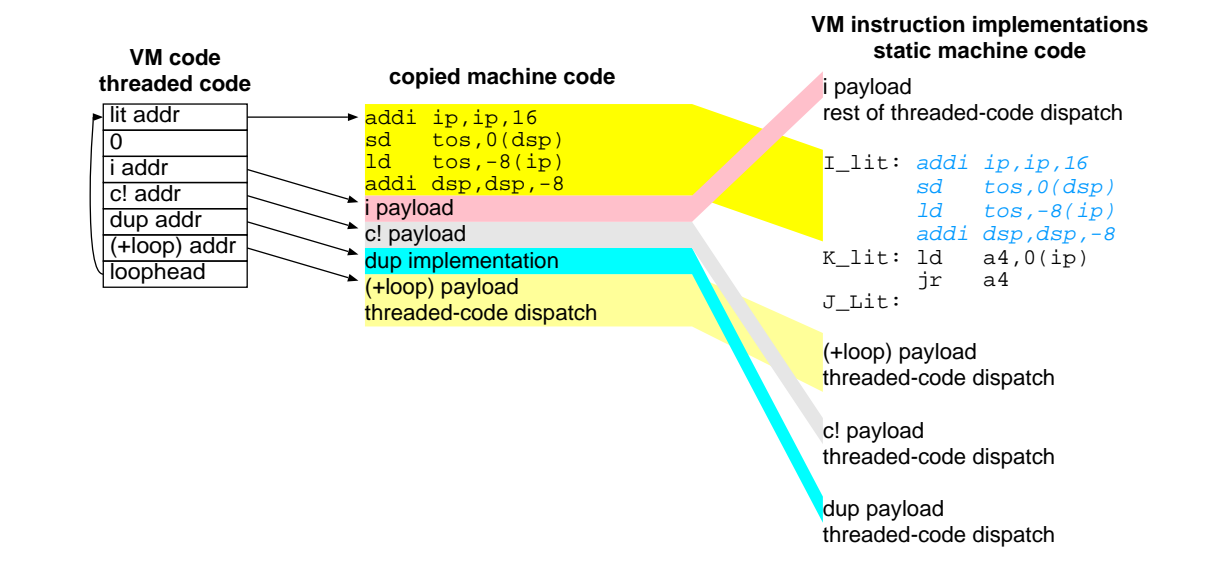 VM code
threaded code
lit addr
0
i addr
c! addr
dup addr
(+loop) addr
loophead
copied machine code
addi ip,ip,16
sd tos,0(dsp)
ld tos,-8(ip)
addi dsp,dsp,-8
i payload
c! payload
dup implementation
(+loop) payload
threaded-code dispatch
VM instruction implementations
static machine code
i payload
rest of threaded-code dispatch
I_lit: addi ip,ip,16
sd tos,0(dsp)
ld tos,-8(ip)
addi dsp,dsp,-8
K_lit: ld a4,0(ip)
jr a4
J_Lit:
(+loop) payload
threaded-code dispatch
c! payload
threaded-code dispatch
dup payload
threaded-code dispatch